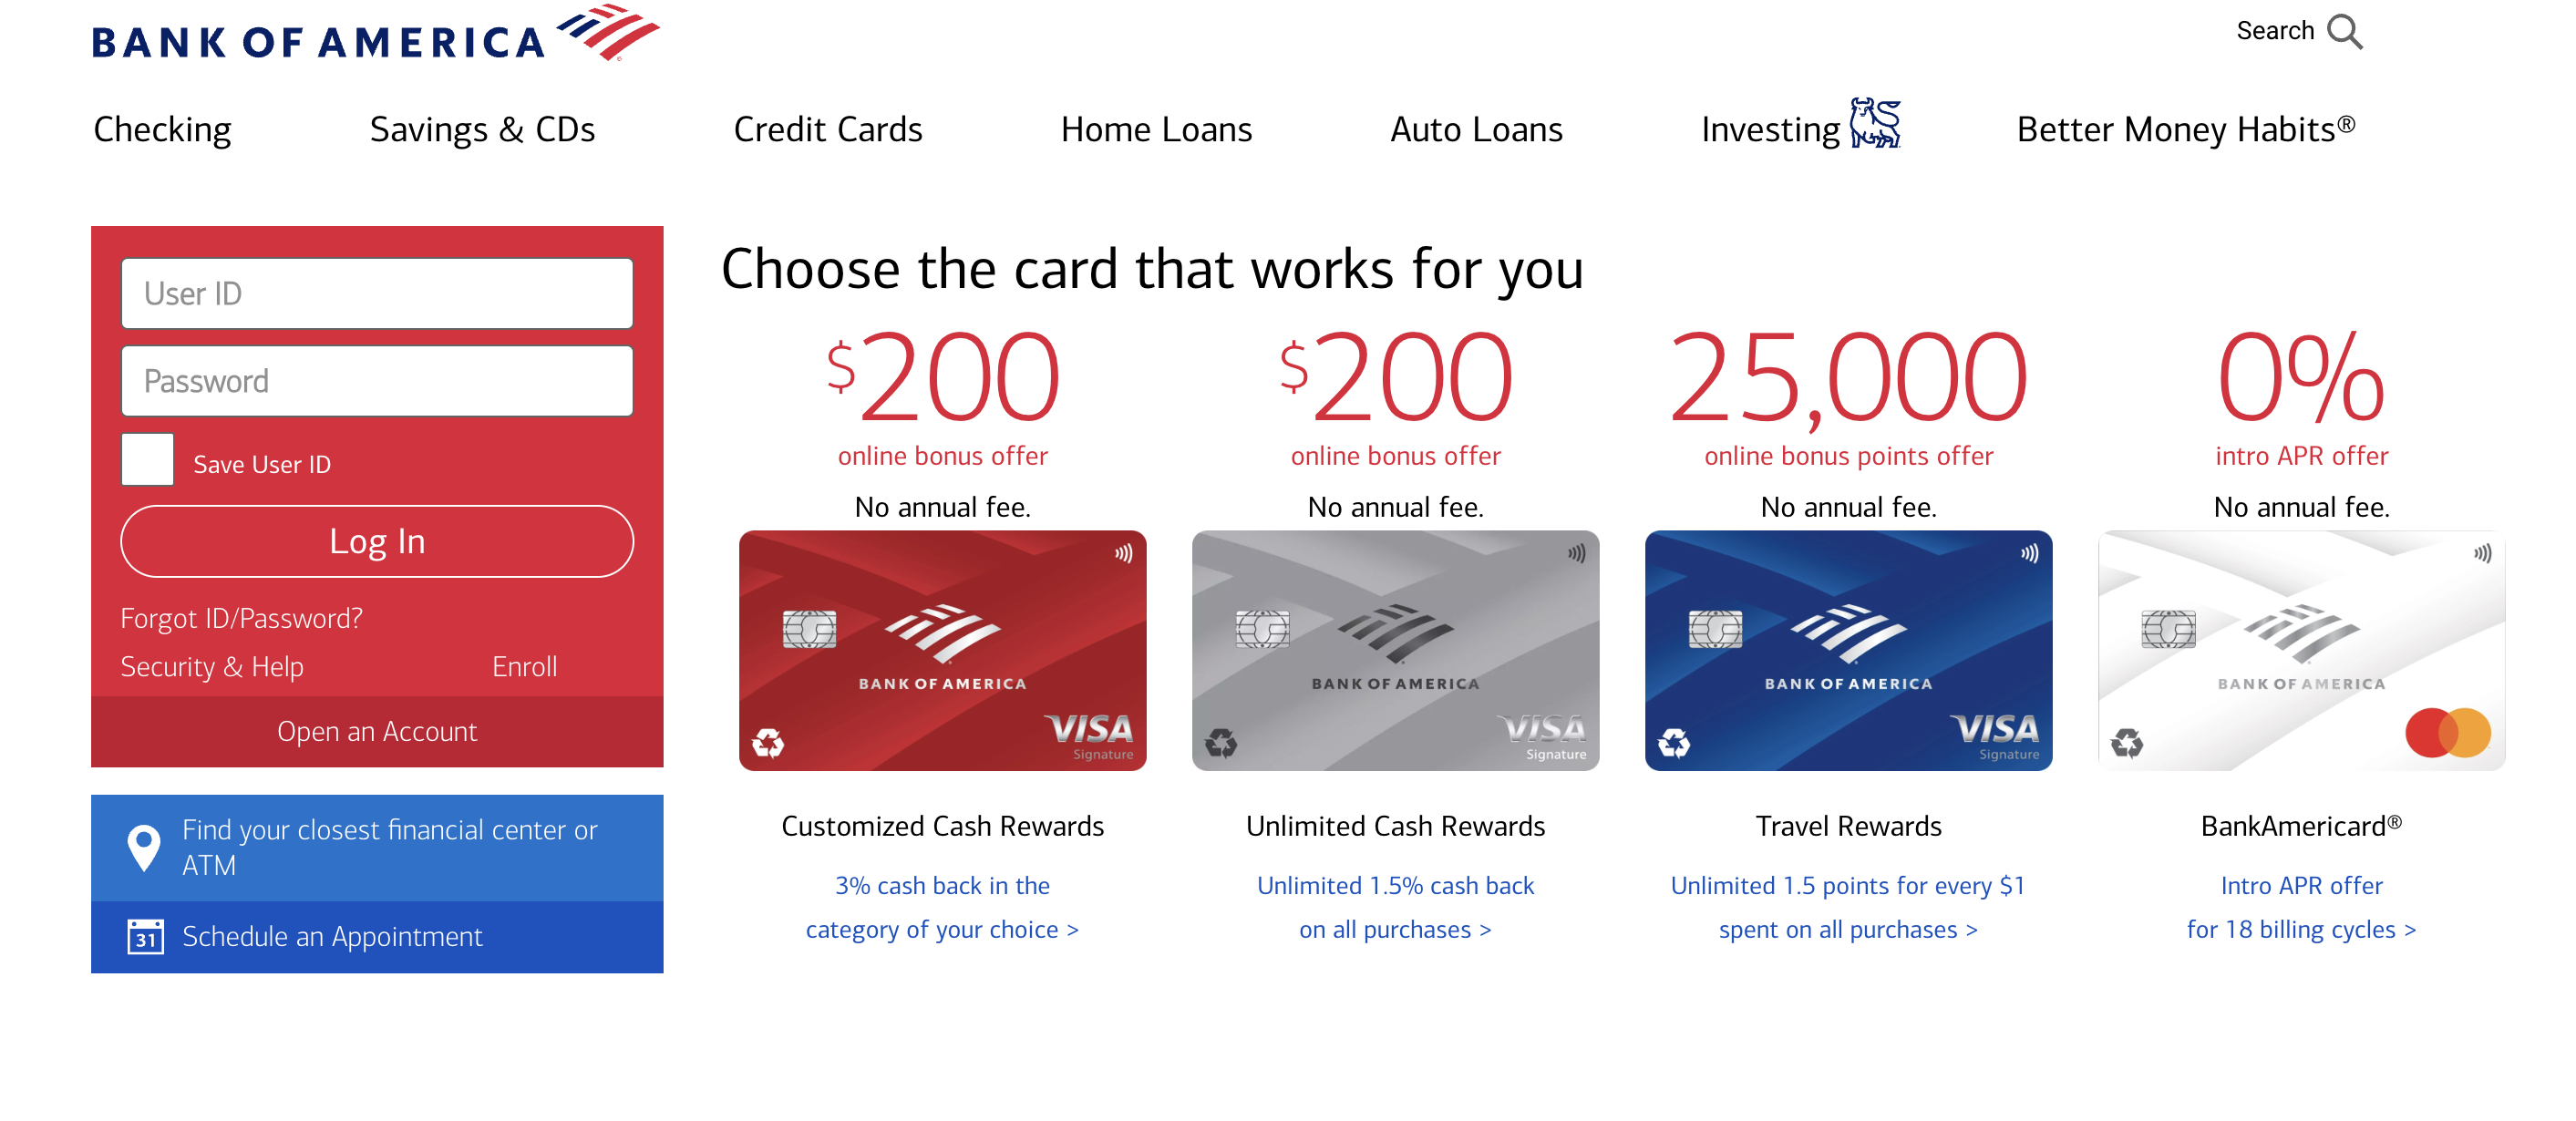 BANK OF AMERICA
Search
Checking Savings & CDs Credit Cards Home Loans Auto Loans Investing Better Money Habits®
User ID
Password
Save User ID
Log In
Forgot ID/Password?
Security & Help Enroll
Open an Account
Find your closest financial center or
ATM
31
Schedule an Appointment
Choose the card that works for you
$200
online bonus offer
No annual fee.
BANK OF AMERICA
VISA
Signature
Customized Cash Rewards
3% cash back in the
category of your choice >
$200
online bonus offer
No annual fee.
BANK OF AMERICA
VISA
Signature
Unlimited Cash Rewards
Unlimited 1.5% cash back
on all purchases >
25,000
online bonus points offer
No annual fee.
BANK OF AMERICA
VISA
Signature
Travel Rewards
Unlimited 1.5 points for every $1
spent on all purchases >
0%
intro APR offer
No annual fee.
BANK OF AMERICA
BankAmericard®
Intro APR offer
for 18 billing cycles >